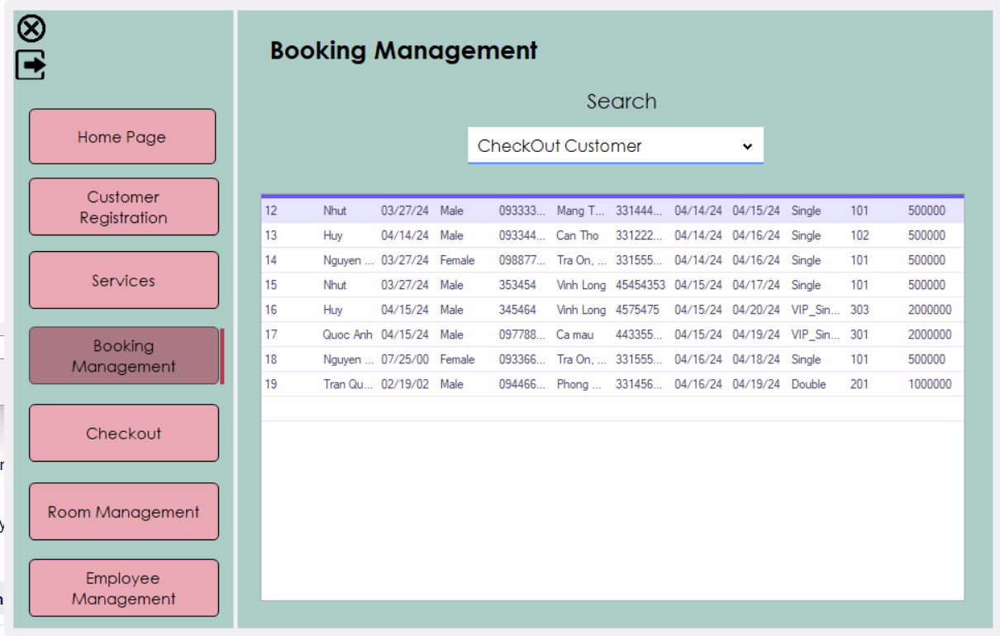 Booking Management
Search
CheckOut Customer
Home Page
Customer
Registration
Services
Booking
Management
Checkout
Room Management
Employee
Management
12 Nhut 03/27/24 Male 093333... Mang T... 331444... 04/14/24 04/15/24 Single 101 500000
13 Huy 04/14/24 Male 093344... Can Tho 331222... 04/14/24 04/16/24 Single 102 500000
14 Nguyen ... 03/27/24 Female 098877... Tra On, ... 331555... 04/14/24 04/16/24 Single 101 500000
15 Nhut 03/27/24 Male 353454 Vinh Long 45454353 04/15/24 04/17/24 Single 101 500000
16 Huy 04/15/24 Male 345464 Vinh Long 4575475 04/15/24 04/20/24 VIP_Sin... 303 2000000
17 Quoc Anh 04/15/24 Male 097788... Ca mau 443355... 04/15/24 04/19/24 VIP_Sin... 301 2000000
18 Nguyen ... 07/25/00 Female 093366... Tra On, ... 331555... 04/16/24 04/18/24 Single 101 500000
19 Tran Qu... 02/19/02 Male 094466... Phong ... 331456... 04/16/24 04/19/24 Double 201 1000000